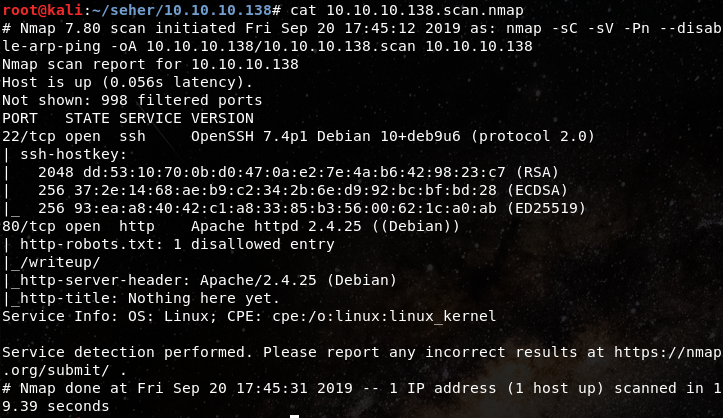 root@kali:~/seher/10.10.10.138# cat 10.10.10.138.scan.nmap
# Nmap 7.80 scan initiated Fri Sep 20 17:45:12 2019 as: nmap -sC -sV -Pn --disab
le-arp-ping -oA 10.10.10.138/10.10.10.138.scan 10.10.10.138
Nmap scan report for 10.10.10.138
Host is up (0.056s latency).
Not shown: 998 filtered ports
PORT   STATE SERVICE VERSION
22/tcp open  ssh     OpenSSH 7.4p1 Debian 10+deb9u6 (protocol 2.0)
| ssh-hostkey:
|   2048 dd:53:10:70:0b:d0:47:0a:e2:7e:4a:b6:42:98:23:c7 (RSA)
|   256 37:2e:14:68:ae:b9:c2:34:2b:6e:d9:92:bc:bf:bd:28 (ECDSA)
|_  256 93:ea:a8:40:42:c1:a8:33:85:b3:56:00:62:1c:a0:ab (ED25519)
80/tcp open  http    Apache httpd 2.4.25 ((Debian))
| http-robots.txt: 1 disallowed entry
|_/writeup/
|_http-server-header: Apache/2.4.25 (Debian)
|_http-title: Nothing here yet.
Service Info: OS: Linux; CPE: cpe:/o:linux:linux_kernel

Service detection performed. Please report any incorrect results at https://nmap
.org/submit/ .
# Nmap done at Fri Sep 20 17:45:31 2019 -- 1 IP address (1 host up) scanned in 1
9.39 seconds